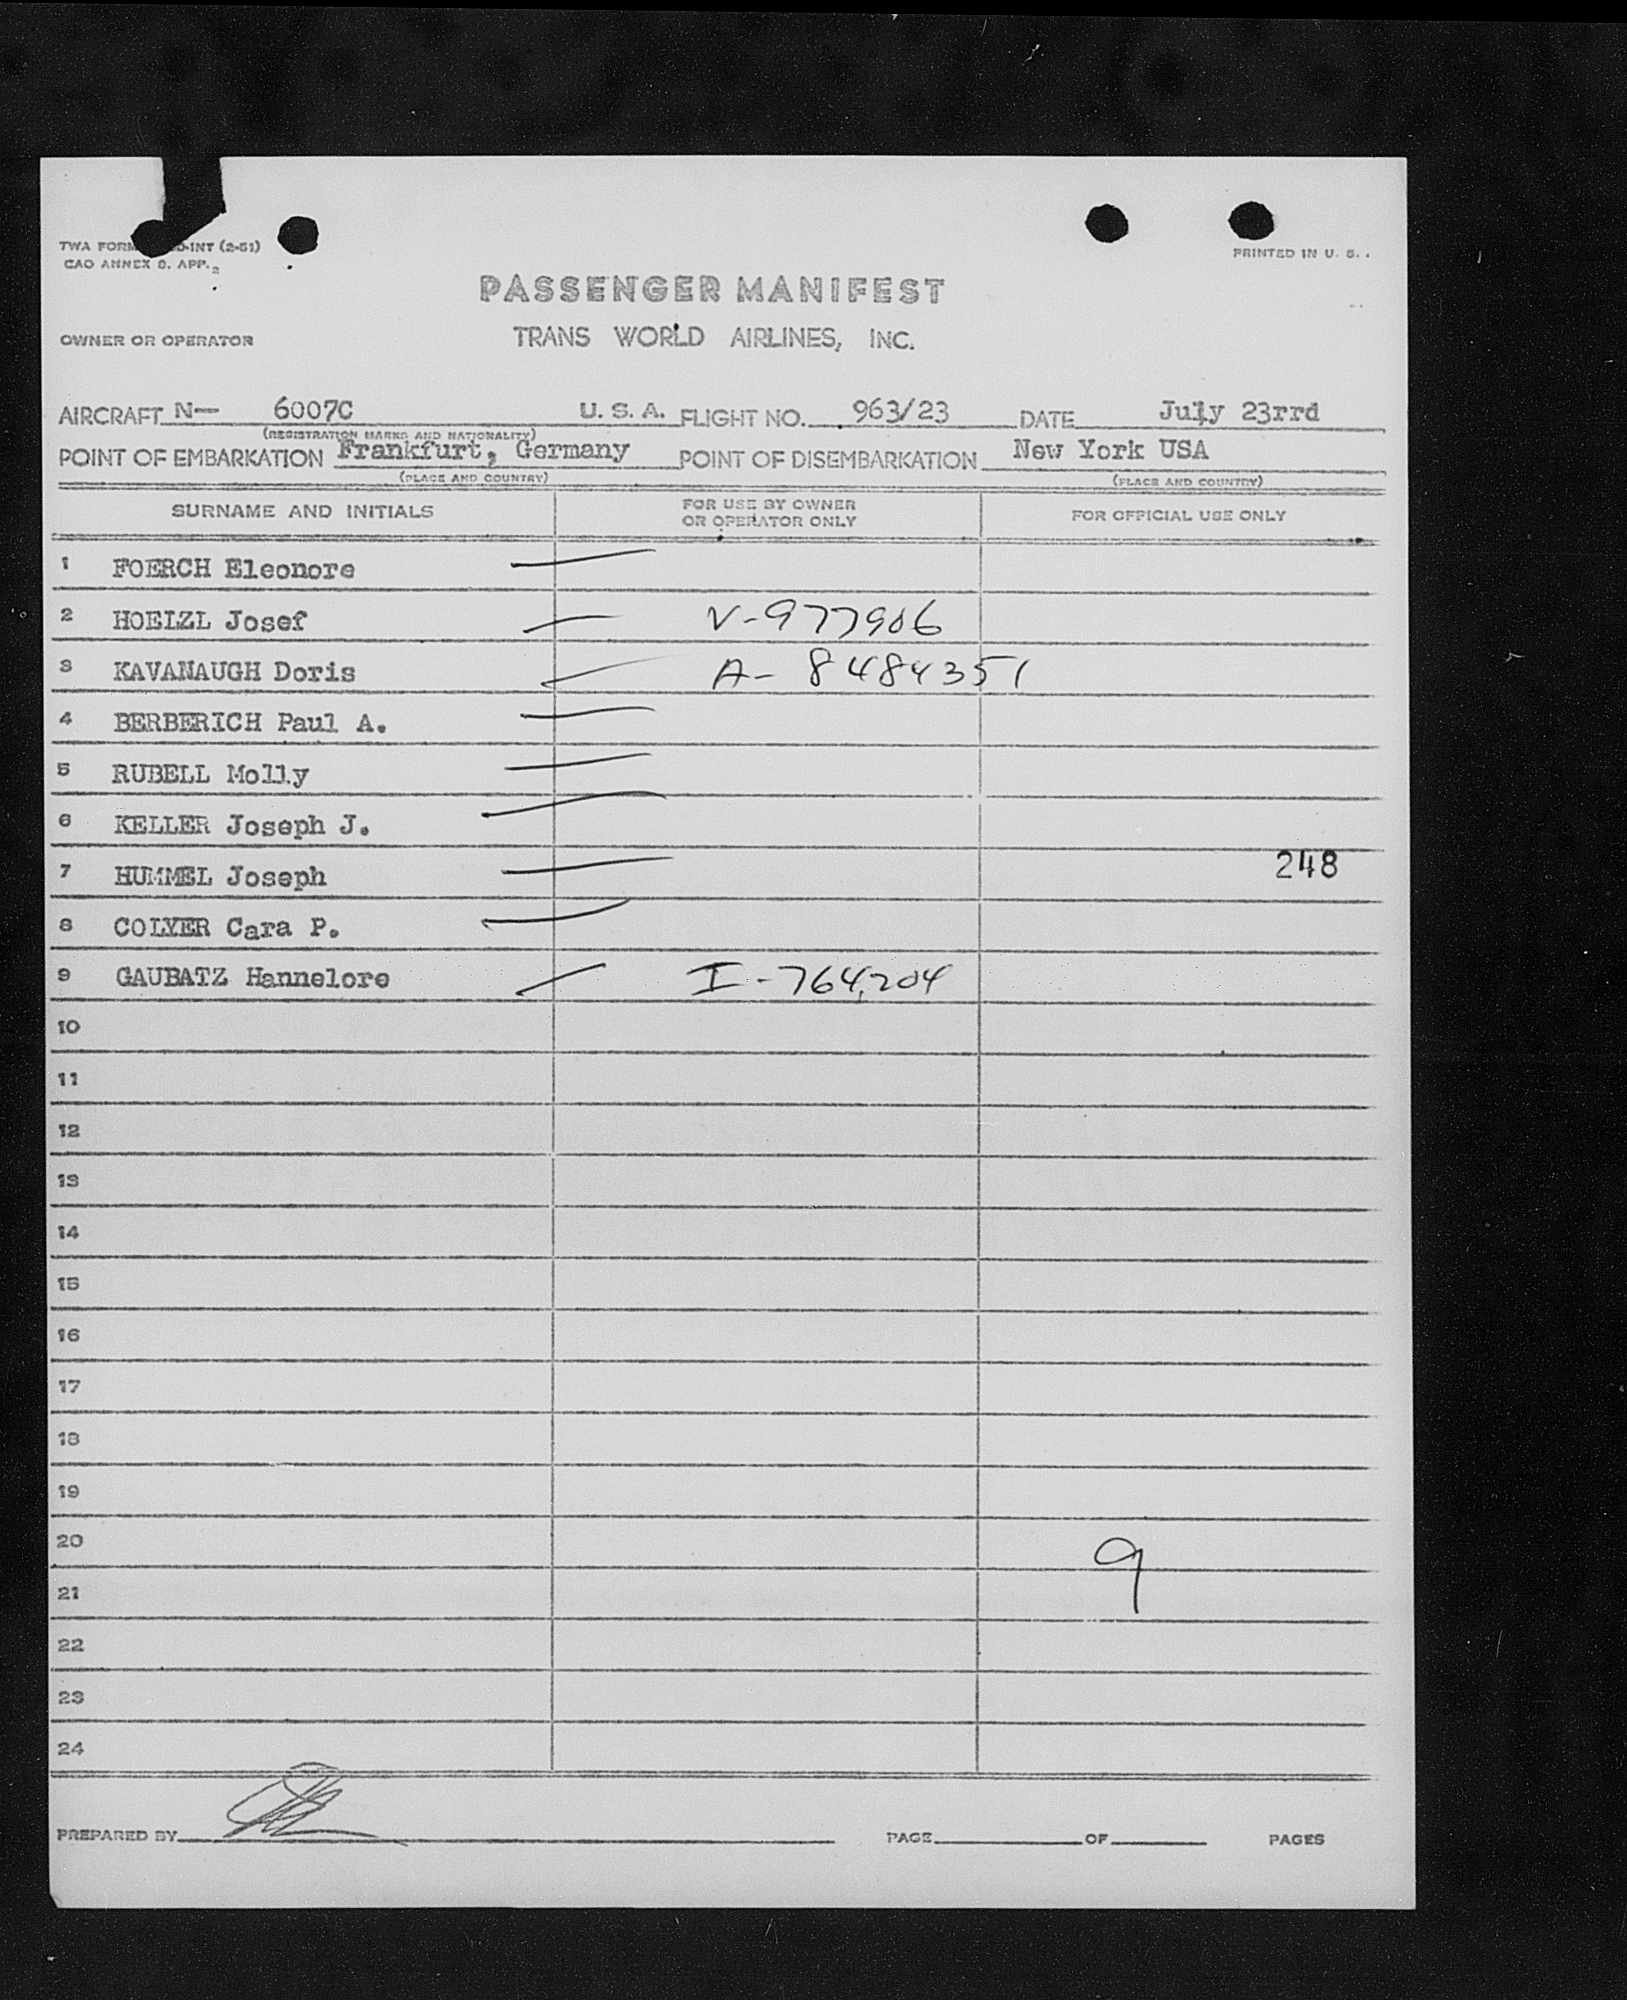 TWA FORM D-INT (2-51)
CAO ANNEX 9. APP. 2
PRINTED IN U. S.
PASSENGER MANIFEST
OWNER OR OPERATOR TRANS WORLD AIRLINES, INC.
AIRCRAFT N— 6007C U. S. A. FLIGHT NO. 963/23 DATE July 23rrd
(REGISTRATION MARKS AND NATIONALITY)
POINT OF EMBARKATION Frankfurt, Germany POINT OF DISEMBARKATION New York USA
(PLACE AND COUNTRY) (PLACE AND COUNTRY)
SURNAME AND INITIALS FOR USE BY OWNER OR OPERATOR ONLY FOR OFFICIAL USE ONLY
1 FOERCH Eleonore
2 HOELZL Josef V-977906
3 KAVANAUGH Doris A- 8484351
4 BERBERICH Paul A.
5 RUBELL Molly
6 KELLER Joseph J.
7 HUMMEL Joseph 248
8 COLYER Cara P.
9 GAUBATZ Hannelore I-764,204
10
11
12
13
14
15
16
17
18
19
20 9
21
22
23
24
PREPARED BY PAGE OF PAGES